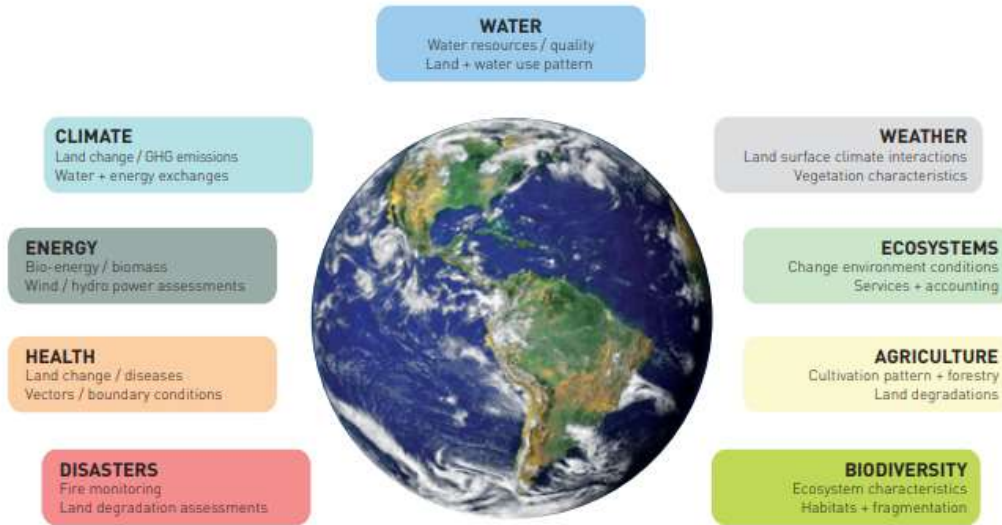 WATER
Water resources / quality
Land + water use pattern
CLIMATE
Land change / GHG emissions
Water + energy exchanges
WEATHER
Land surface climate interactions
Vegetation characteristics
ENERGY
Bio-energy / biomass
Wind / hydro power assessments
ECOSYSTEMS
Change environment conditions
Services + accounting
HEALTH
Land change / diseases
Vectors / boundary conditions
AGRICULTURE
Cultivation pattern + forestry
Land degradations
DISASTERS
Fire monitoring
Land degradation assessments
BIODIVERSITY
Ecosystem characteristics
Habitats + fragmentation